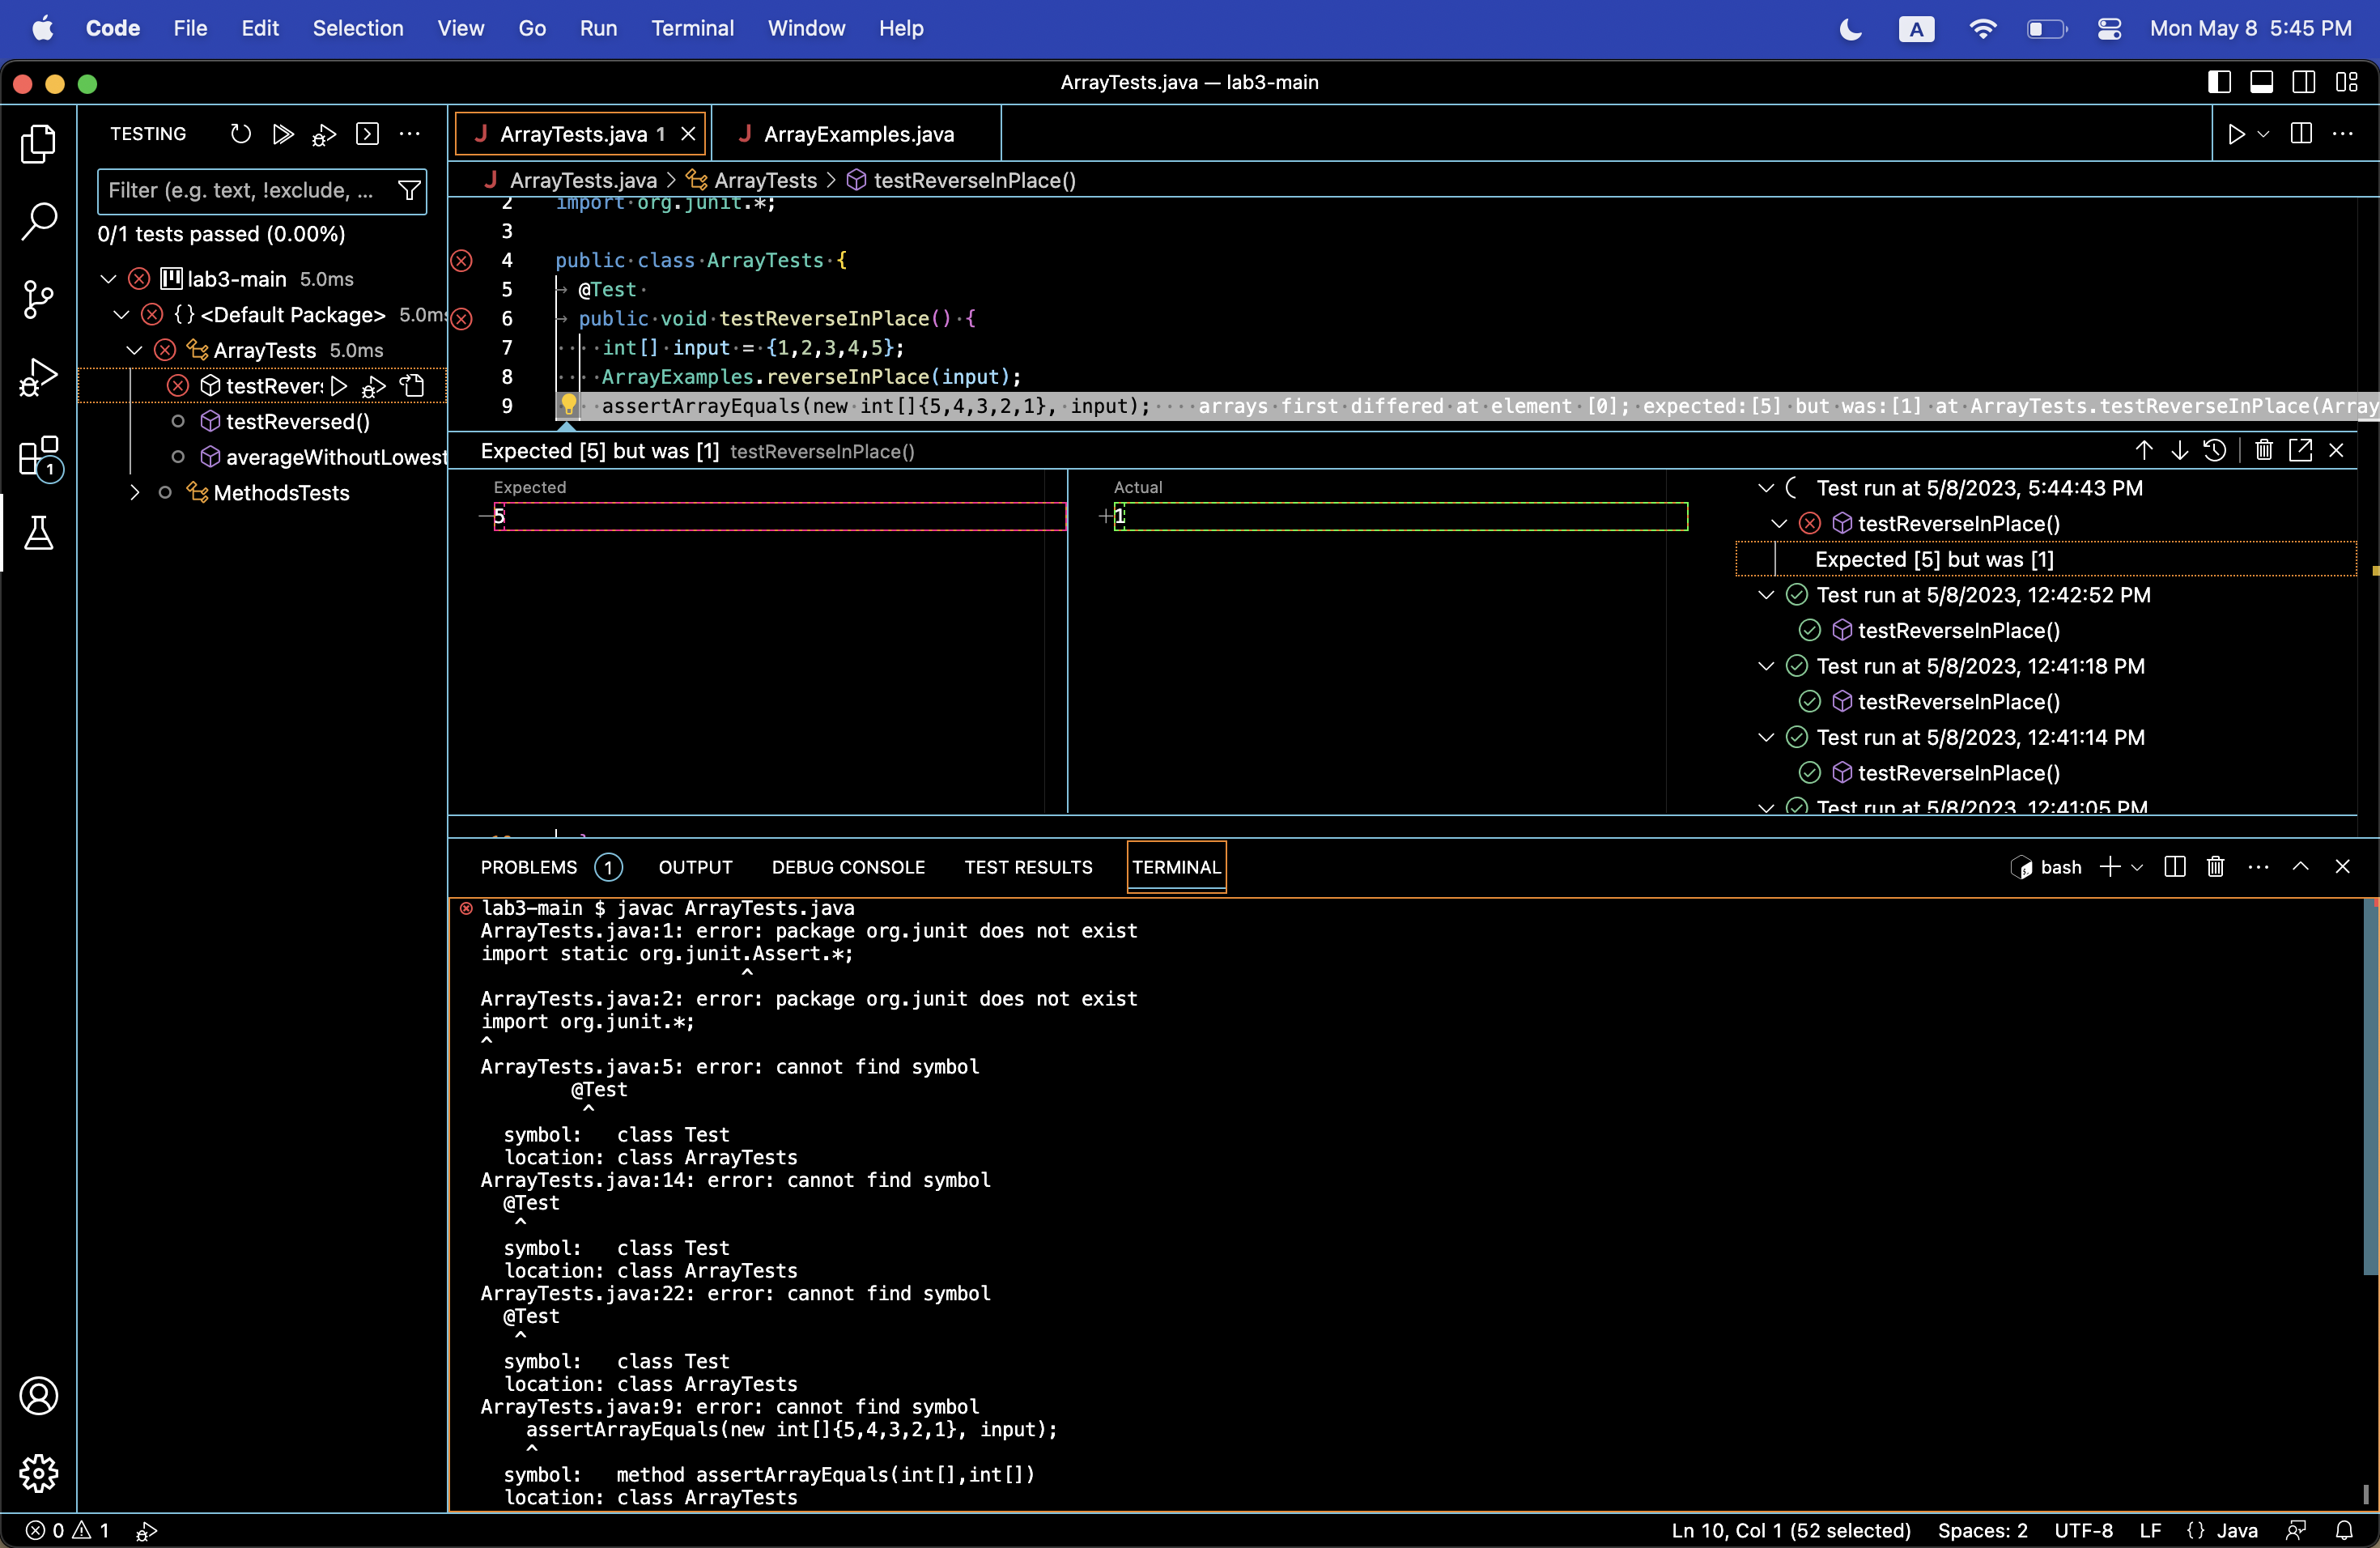 Code File Edit Selection View Go Run Terminal Window Help A Mon May 8 5:45 PM
ArrayTests.java — lab3-main
TESTING
Filter (e.g. text, !exclude, ...
0/1 tests passed (0.00%)
lab3-main 5.0ms
{} <Default Package> 5.0ms
ArrayTests 5.0ms
testRevers
testReversed()
averageWithoutLowest
MethodsTests
1
ArrayTests.java 1 ArrayExamples.java
ArrayTests.java > ArrayTests > testReverseInPlace()
2 import org.junit.*;
3
4 public class ArrayTests {
5 @Test
6 public void testReverseInPlace() {
7 int[] input = {1,2,3,4,5};
8 ArrayExamples.reverseInPlace(input);
9 assertArrayEquals(new int[]{5,4,3,2,1}, input); arrays first differed at element [0]; expected:[5] but was:[1] at ArrayTests.testReverseInPlace(Array
Expected [5] but was [1] testReverseInPlace()
Expected
5
Actual
1
Test run at 5/8/2023, 5:44:43 PM
testReverseInPlace()
Expected [5] but was [1]
Test run at 5/8/2023, 12:42:52 PM
testReverseInPlace()
Test run at 5/8/2023, 12:41:18 PM
testReverseInPlace()
Test run at 5/8/2023, 12:41:14 PM
testReverseInPlace()
Test run at 5/8/2023, 12:41:05 PM
PROBLEMS 1 OUTPUT DEBUG CONSOLE TEST RESULTS TERMINAL bash
lab3-main $ javac ArrayTests.java
ArrayTests.java:1: error: package org.junit does not exist
import static org.junit.Assert.*;
^
ArrayTests.java:2: error: package org.junit does not exist
import org.junit.*;
^
ArrayTests.java:5: error: cannot find symbol
@Test
^
symbol: class Test
location: class ArrayTests
ArrayTests.java:14: error: cannot find symbol
@Test
^
symbol: class Test
location: class ArrayTests
ArrayTests.java:22: error: cannot find symbol
@Test
^
symbol: class Test
location: class ArrayTests
ArrayTests.java:9: error: cannot find symbol
assertArrayEquals(new int[]{5,4,3,2,1}, input);
^
symbol: method assertArrayEquals(int[],int[])
location: class ArrayTests
0 1 Ln 10, Col 1 (52 selected) Spaces: 2 UTF-8 LF {} Java